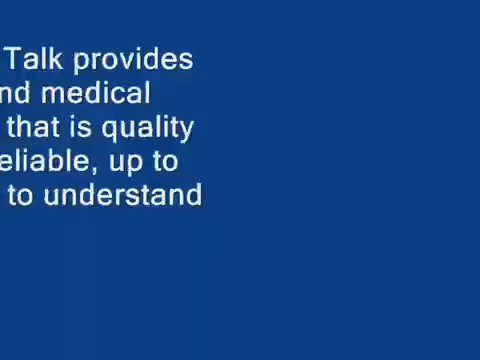 Talk provides
nd medical
that is quality
eliable, up to
to understand